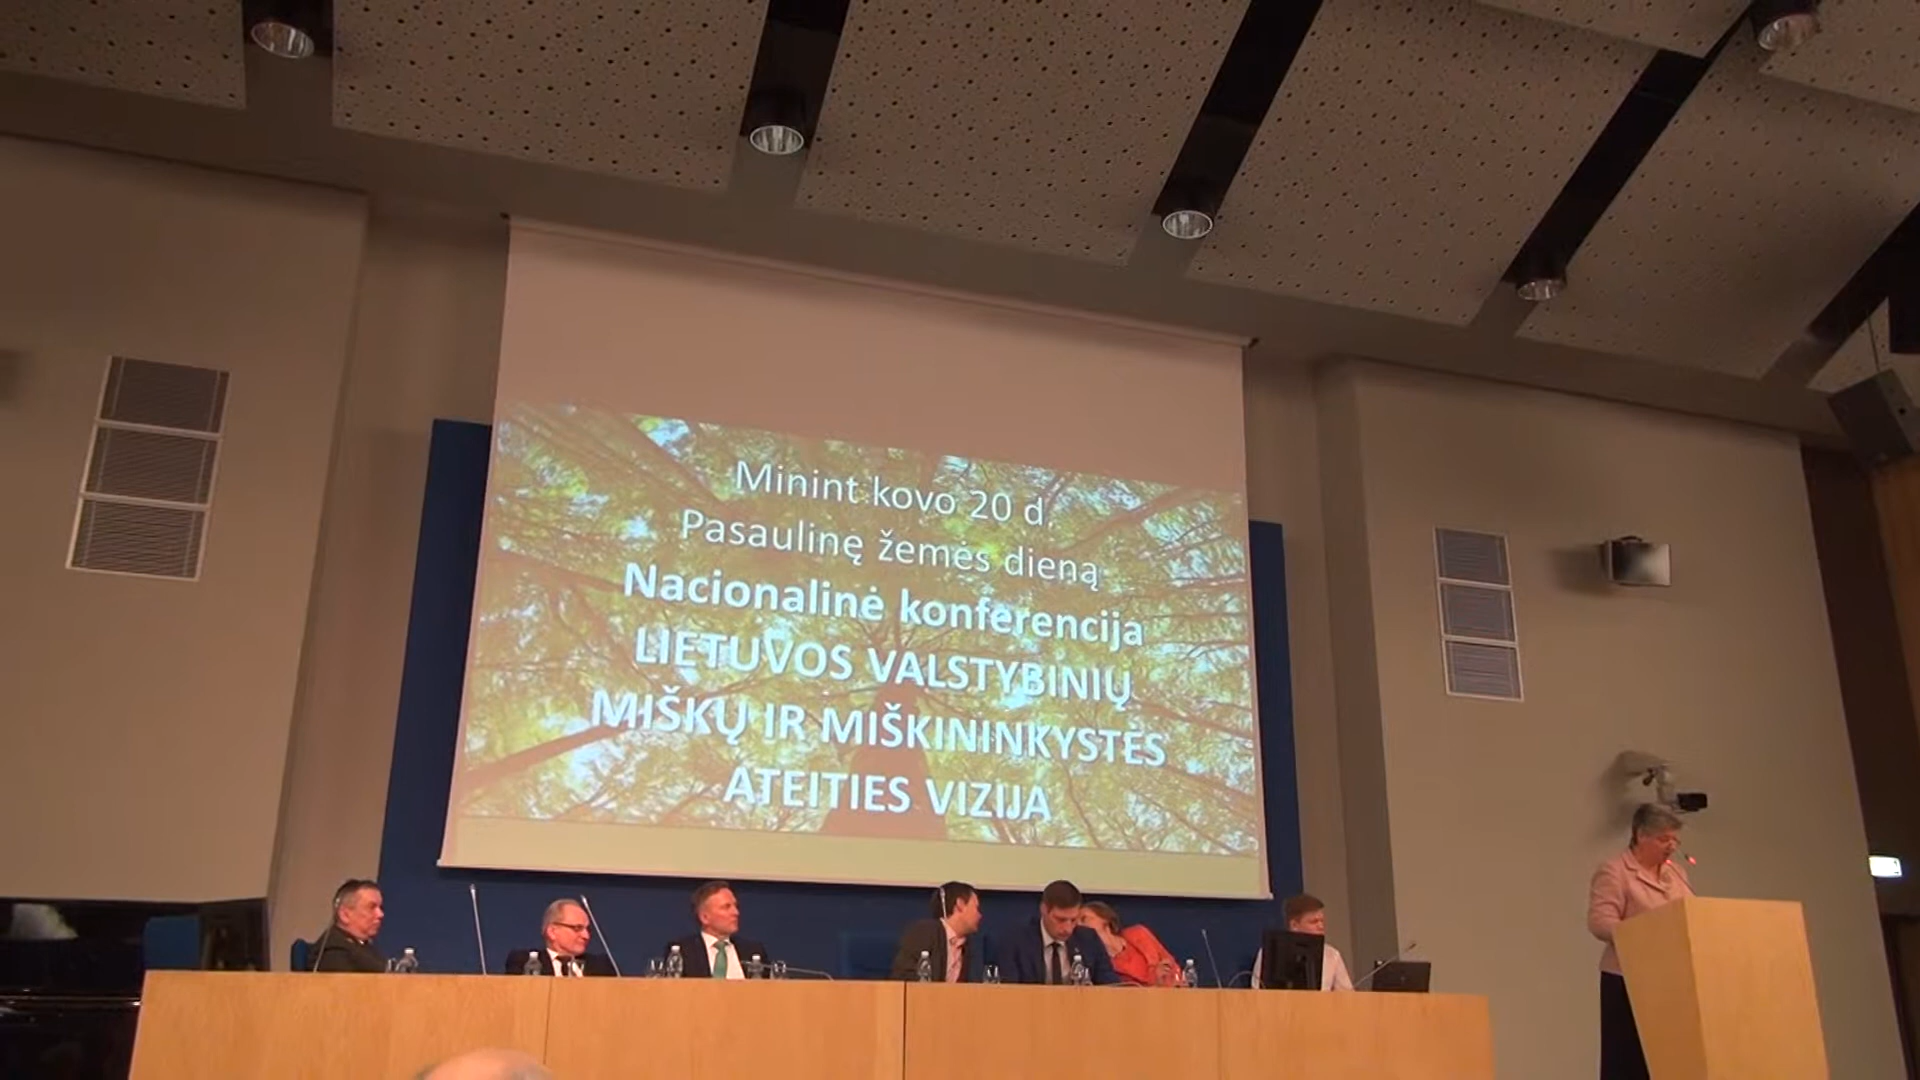 Minint kovo 20 d.
Pasaulinę žemės dieną
Nacionalinė konferencija
LIETUVOS VALSTYBINIŲ
MIŠKŲ IR MIŠKININKYSTĖS
ATEITIES VIZIJA